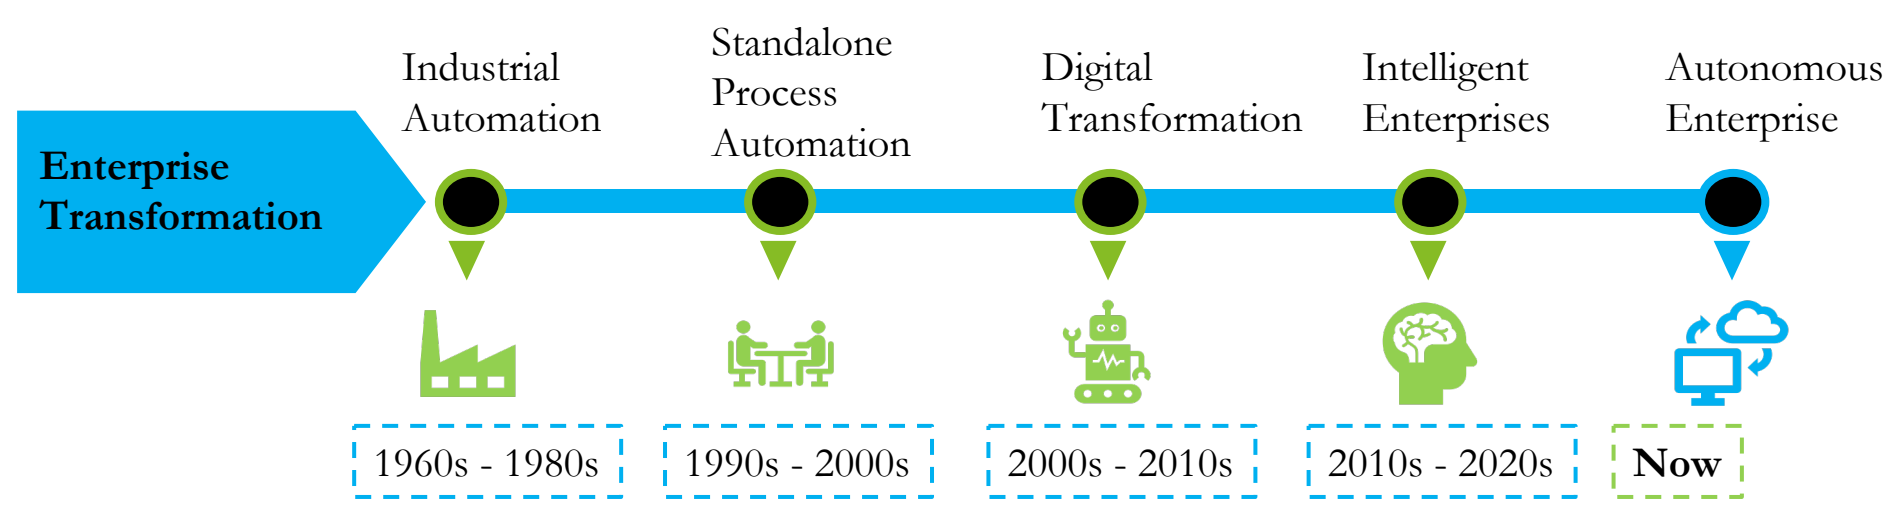 Enterprise
Transformation
Industrial
Automation
Standalone
Process
Automation
Digital
Transformation
Intelligent
Enterprises
Autonomous
Enterprise
1960s - 1980s
1990s - 2000s
2000s - 2010s
2010s - 2020s
Now